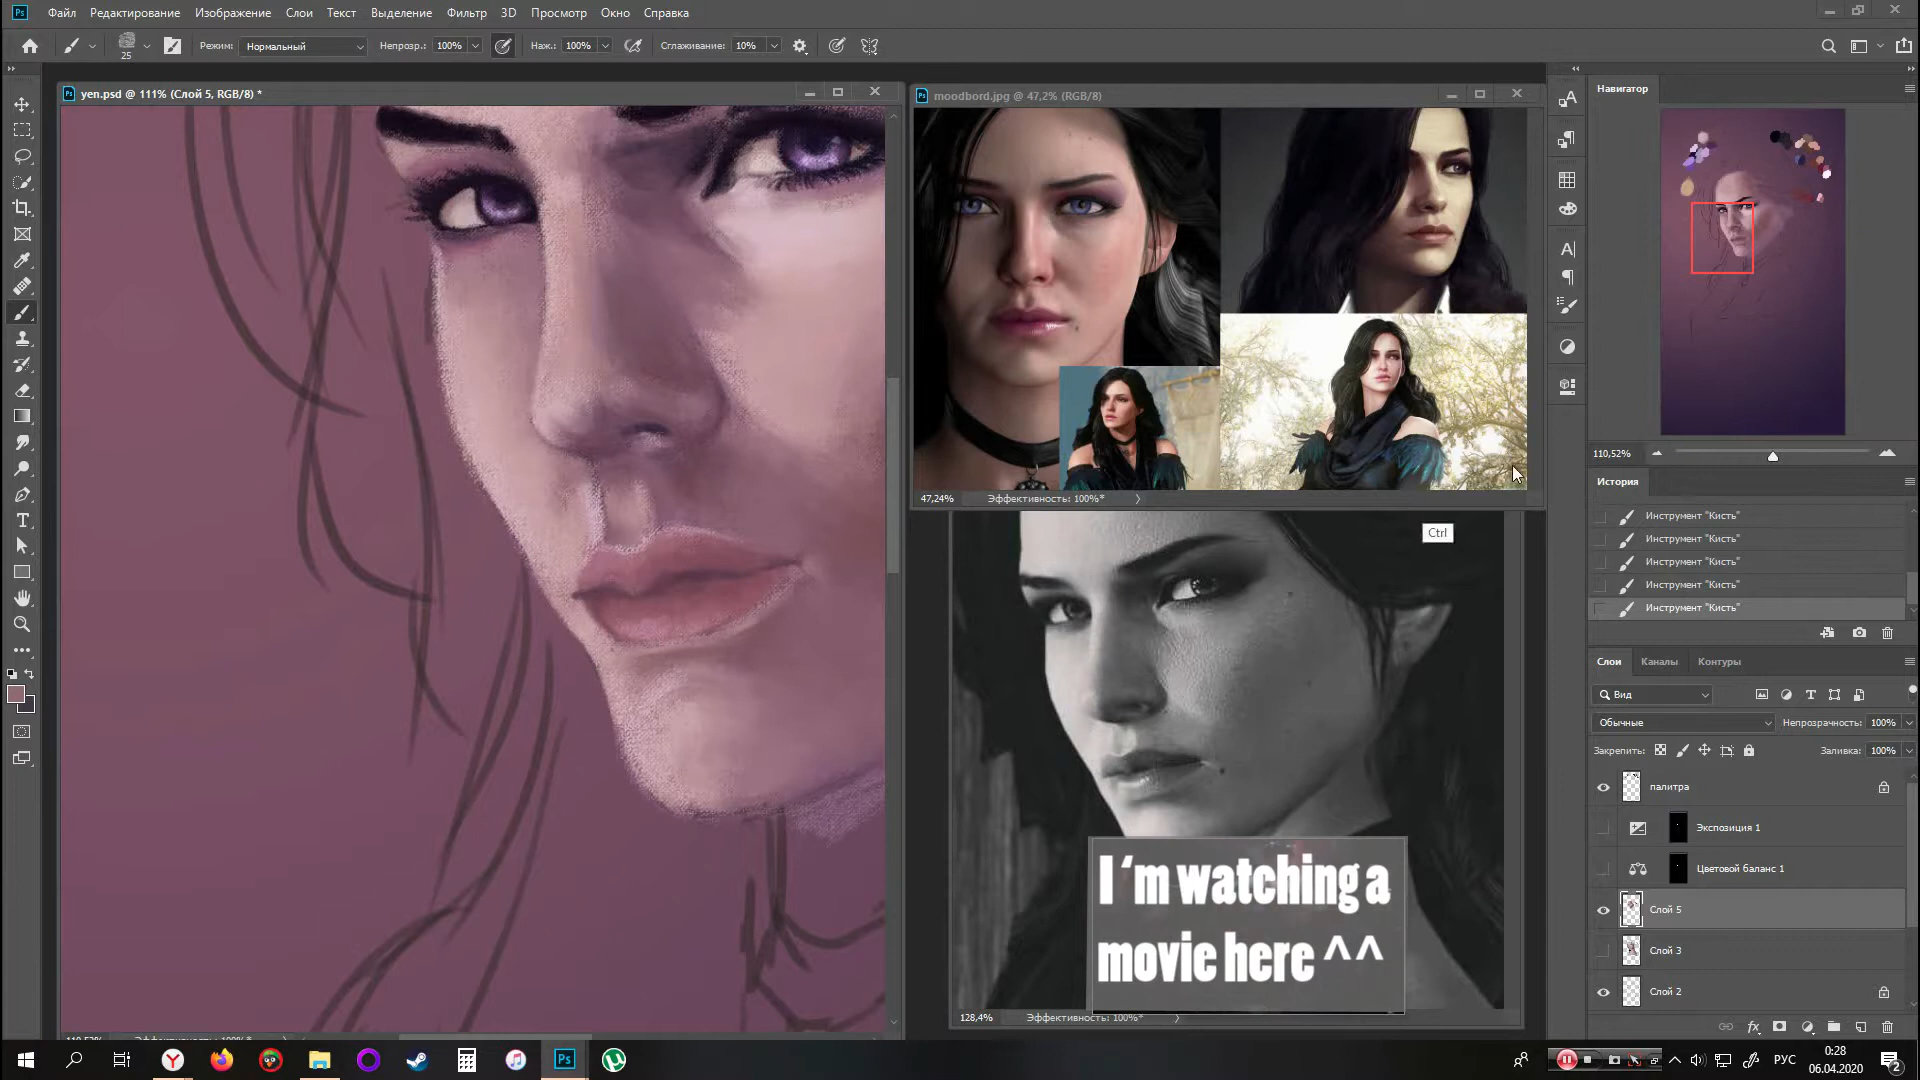 Ps
Файл Редактирование Изображение Слои Текст Выделение Фильтр 3D Просмотр Окно Справка
25
Режим: Нормальный Непрозр.: 100% Наж.: 100% Сглаживание: 10%
yen.psd @ 111% (Слой 5, RGB/8) *
moodbord.jpg @ 47,2% (RGB/8)
Навигатор
110,52%
47,24% Эффективность: 100%*
История
Ctrl
Инструмент "Кисть"
Инструмент "Кисть"
Инструмент "Кисть"
Инструмент "Кисть"
Инструмент "Кисть"
Слои Каналы Контуры
Вид
Обычные Непрозрачность: 100%
Закрепить: Заливка: 100%
палитра
Экспозиция 1
Цветовой баланс 1
Слой 5
Слой 3
Слой 2
I 'm watching a
movie here ^^
128,4% Эффективность: 100%*
РУС
0:28
06.04.2020
2